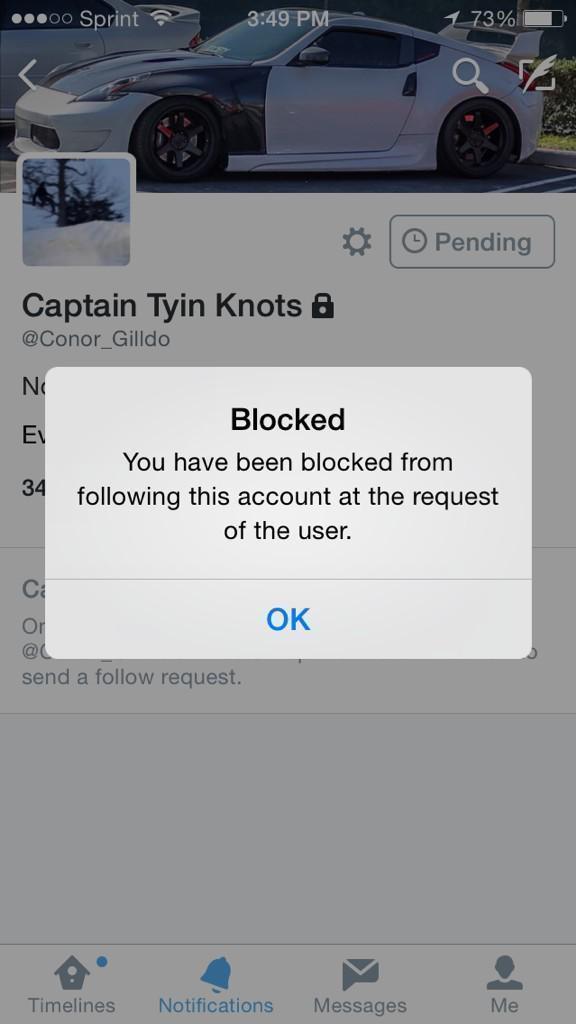 Sprint 3:49 PM 73%
Pending
Captain Tyin Knots
@Conor_Gilldo
Blocked
You have been blocked from
following this account at the request
of the user.
OK
34
send a follow request.
Timelines Notifications Messages Me